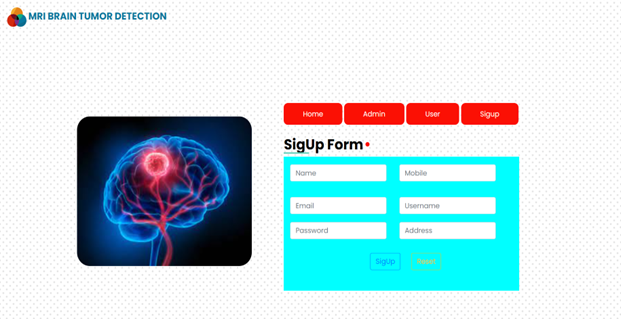 MRI BRAIN TUMOR DETECTION
Home Admin User Sigup
SigUp Form
Name Mobile
Email Username
Password Address
SigUp Reset